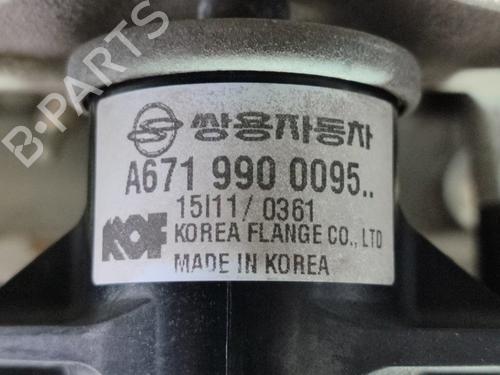 쌍용자동차
A671 990 0095..
15I11/ 0361
KOF KOREA FLANGE CO., LTD
MADE IN KOREA
B-PARTS